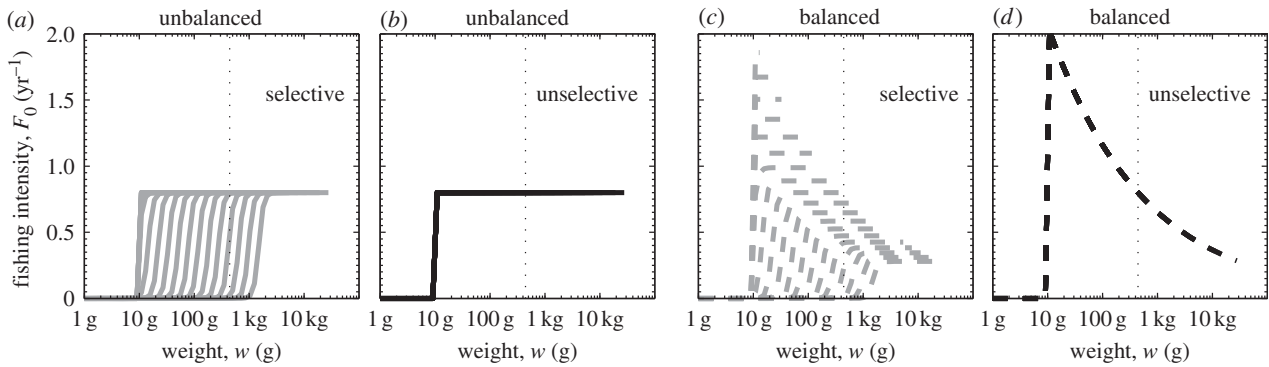 (a) unbalanced
(b) unbalanced
(c) balanced
(d) balanced
fishing intensity, F0 (yr−1)
2.0
1.5
1.0
0.5
0
selective
unselective
selective
unselective
1 g 10 g 100 g 1 kg 10 kg
1 g 10 g 100 g 1 kg 10 kg
1 g 10 g 100 g 1 kg 10 kg
1 g 10 g 100 g 1 kg 10 kg
weight, w (g)
weight, w (g)
weight, w (g)
weight, w (g)